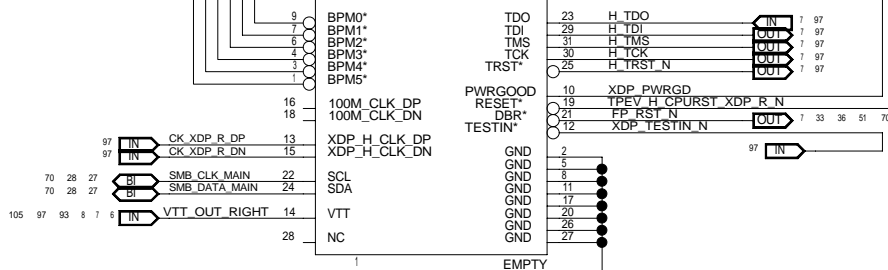 9 BPM0* TDO 23 H_TDO IN 7 97
7 BPM1* TDI 29 H_TDI OUT 7 97
6 BPM2* TMS 31 H_TMS OUT 7 97
4 BPM3* TCK 30 H_TCK OUT 7 97
3 BPM4* TRST* 25 H_TRST_N OUT 7 97
1 BPM5*
PWRGOOD 10 XDP_PWRGD
16 100M_CLK_DP RESET* 19 TPEV_H_CPURST_XDP_R_N
18 100M_CLK_DN DBR* 21 FP_RST_N OUT 7 33 36 51 70
TESTIN* 12 XDP_TESTIN_N
97 IN CK_XDP_R_DP 13 XDP_H_CLK_DP
97 IN CK_XDP_R_DN 15 XDP_H_CLK_DN GND 2 97 IN
GND 5
70 28 27 BI SMB_CLK_MAIN 22 SCL GND 8
70 28 27 BI SMB_DATA_MAIN 24 SDA GND 11
GND 17
105 97 93 8 7 6 IN VTT_OUT_RIGHT 14 VTT GND 20
GND 26
28 NC GND 27
1 EMPTY